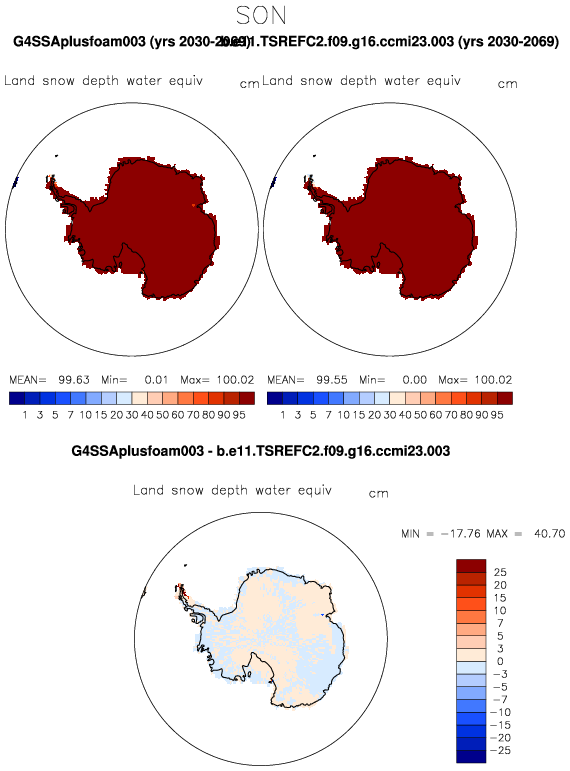 SON
G4SSAplusfoam003 (yrs 2030-2069) b.e11.TSREFC2.f09.g16.ccmi23.003 (yrs 2030-2069)
Land snow depth water equiv cm Land snow depth water equiv cm
MEAN= 99.63 Min= 0.01 Max= 100.02 MEAN= 99.55 Min= 0.00 Max= 100.02
1 3 5 7 10 15 20 30 40 50 60 70 80 90 95 1 3 5 7 10 15 20 30 40 50 60 70 80 90 95
G4SSAplusfoam003 - b.e11.TSREFC2.f09.g16.ccmi23.003
Land snow depth water equiv cm
MIN = -17.76 MAX = 40.70
25
20
15
10
7
5
3
0
-3
-5
-7
-10
-15
-20
-25